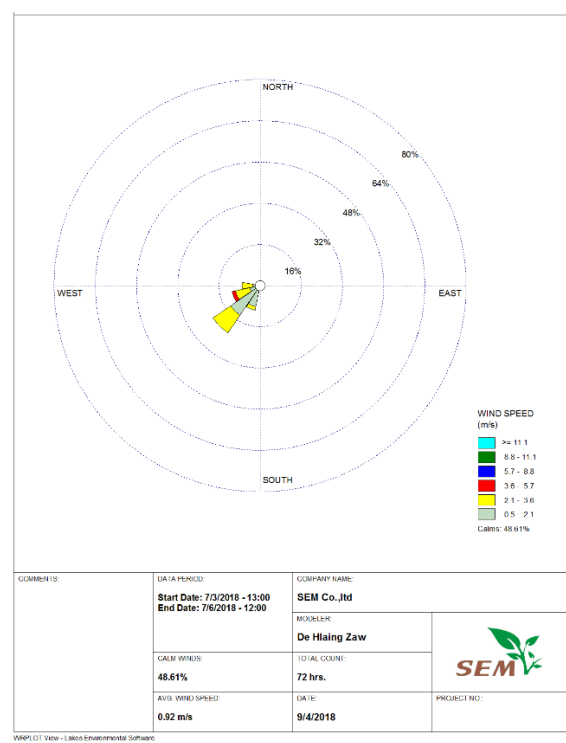 NORTH
80%
64%
48%
32%
16%
WEST
EAST
SOUTH
WIND SPEED
(m/s)
>= 11.1
8.8 - 11.1
5.7 - 8.8
3.6 - 5.7
2.1 - 3.6
0.5 - 2.1
Calms: 48.61%
COMMENTS:
DATA PERIOD:
Start Date: 7/3/2018 - 13:00
End Date: 7/6/2018 - 12:00
COMPANY NAME:
SEM Co.,ltd
MODELER:
De Hlaing Zaw
CALM WINDS:
48.61%
TOTAL COUNT:
72 hrs.
SEM
AVG. WIND SPEED:
0.92 m/s
DATE:
9/4/2018
PROJECT NO.:
WRPLOT View - Lakes Environmental Software